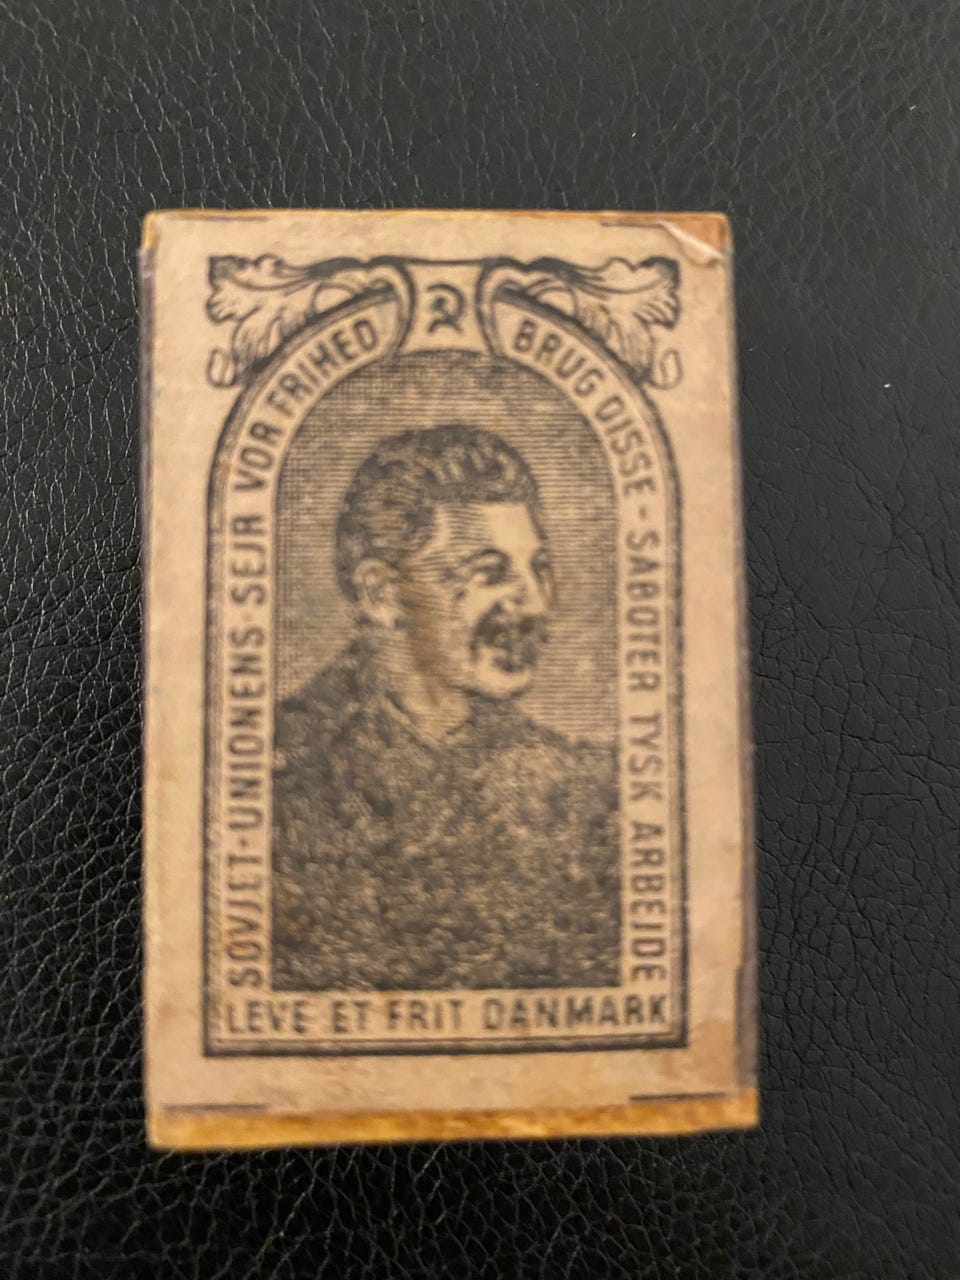 SOVJET-UNIONENS SEJR VOR FRIHED
BRUG DISSE - SABOTER TYSK ARBEIDE
LEVE ET FRIT DANMARK